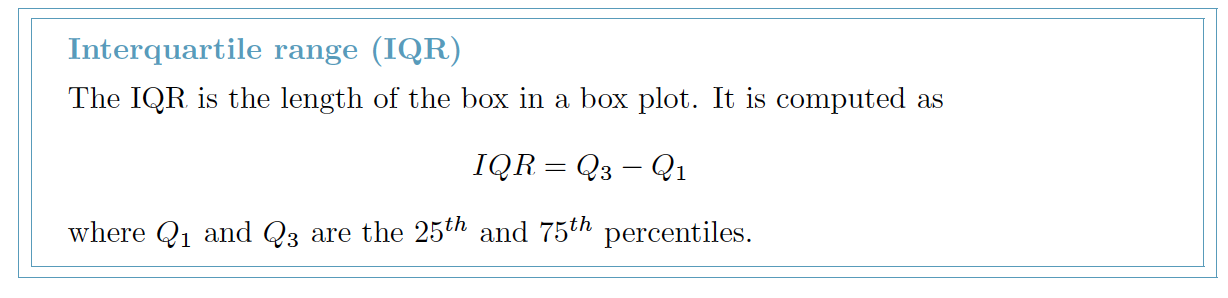 Interquartile range (IQR)
The IQR is the length of the box in a box plot. It is computed as
IQR = Q₃ − Q₁
where Q₁ and Q₃ are the 25ᵗʰ and 75ᵗʰ percentiles.